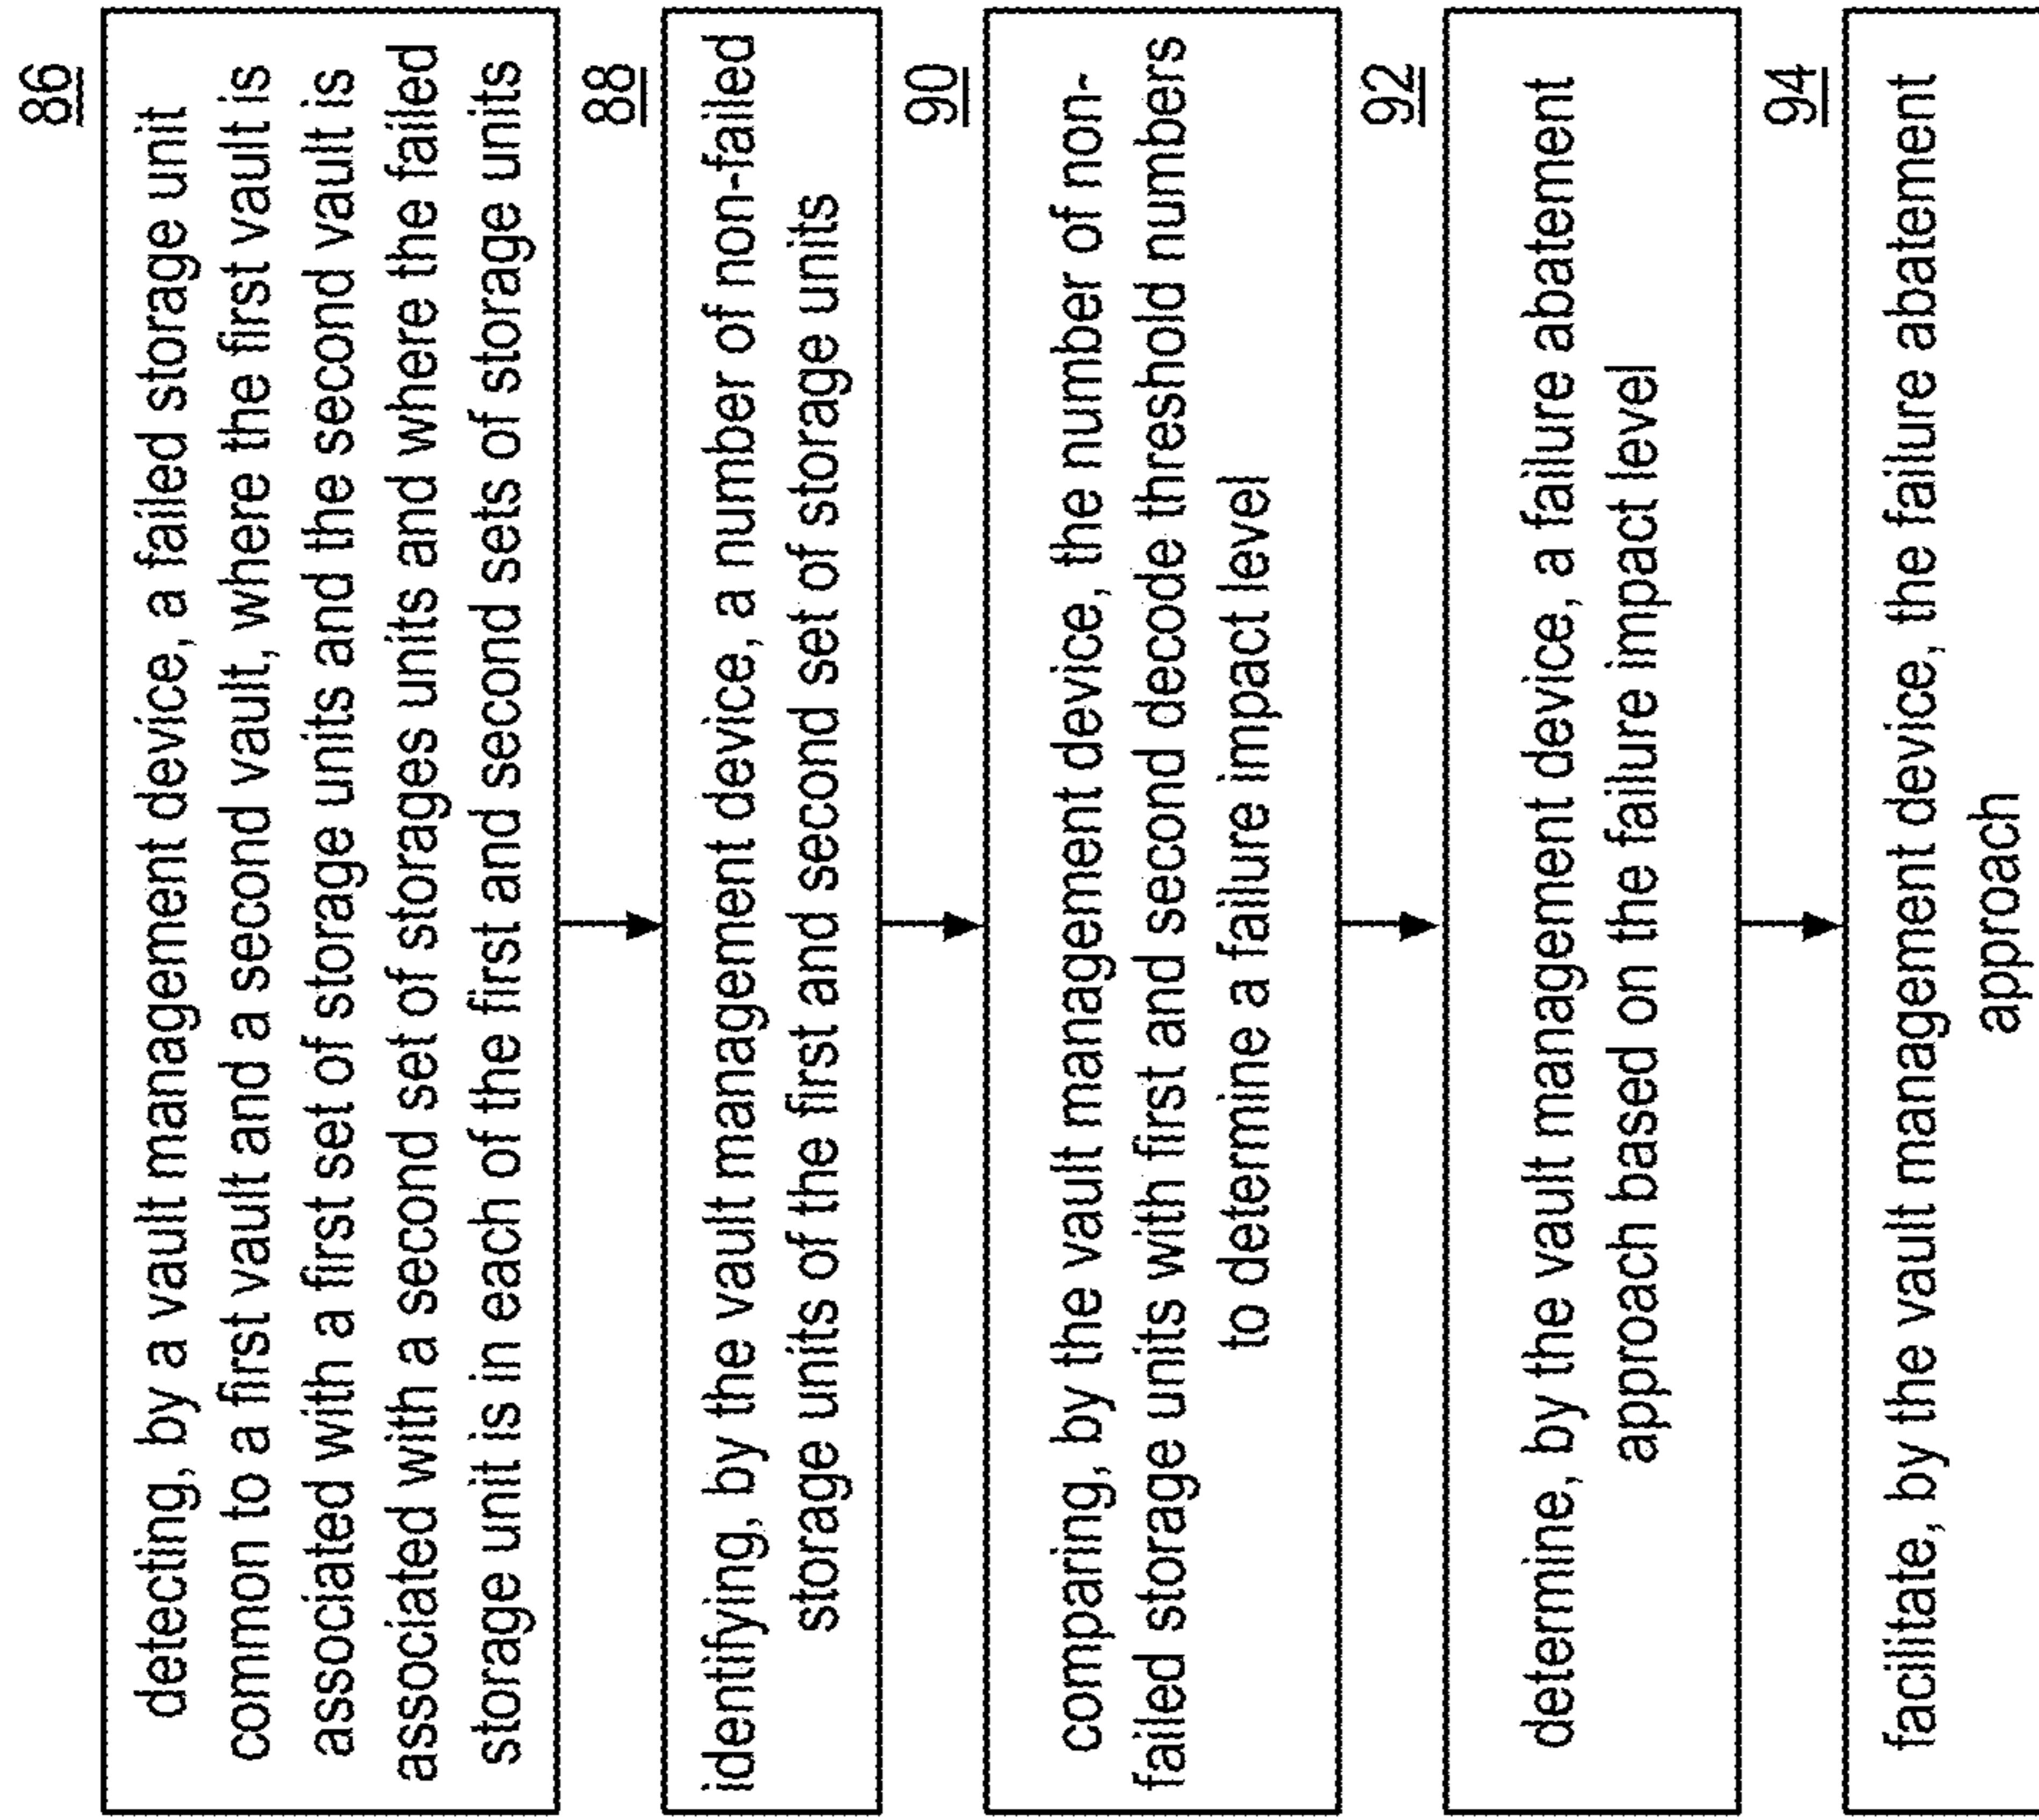 86
detecting, by a vault management device, a failed storage unit
common to a first vault and a second vault, where the first vault is
associated with a first set of storage units and the second vault is
associated with a second set of storages units and where the failed
storage unit is in each of the first and second sets of storage units
88
identifying, by the vault management device, a number of non-failed
storage units of the first and second set of storage units
90
comparing, by the vault management device, the number of non-
failed storage units with first and second decode threshold numbers
to determine a failure impact level
92
determine, by the vault management device, a failure abatement
approach based on the failure impact level
94
facilitate, by the vault management device, the failure abatement
approach